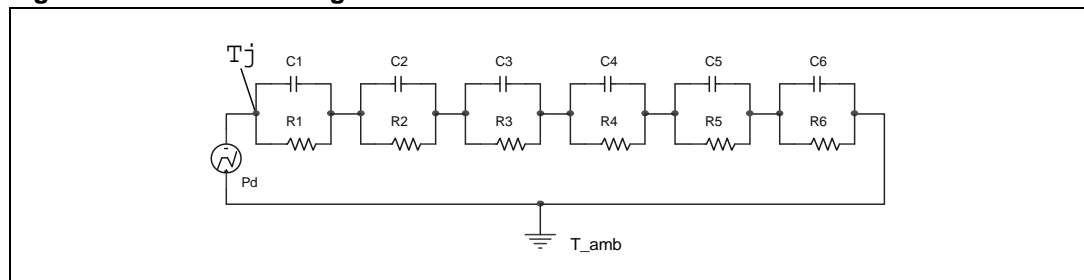 Tj
C1 C2 C3 C4 C5 C6
R1 R2 R3 R4 R5 R6
Pd
T_amb